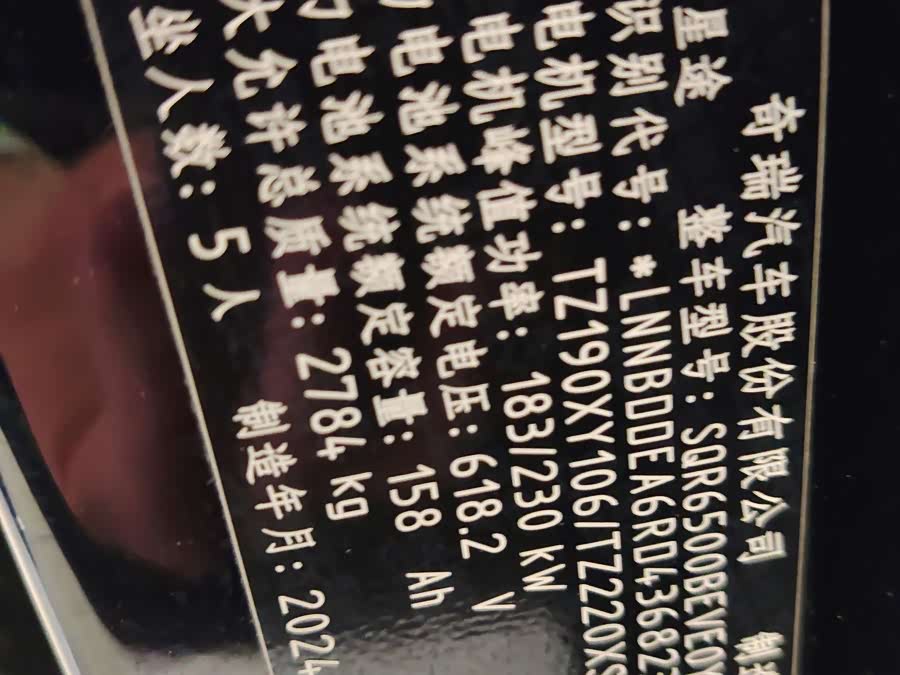 奇瑞汽车股份有限公司 制造
星途 整车型号: SQR6500BEVE0
识别代号: *LNNBDDEA6RD43682
电机型号: TZ190XY106/TZ220XS
电机峰值功率: 183/230 kW
电池系统额定电压: 618.2 V
电池系统额定容量: 158 Ah
大允许总质量: 2784 kg
坐人数: 5人 制造年月: 2024